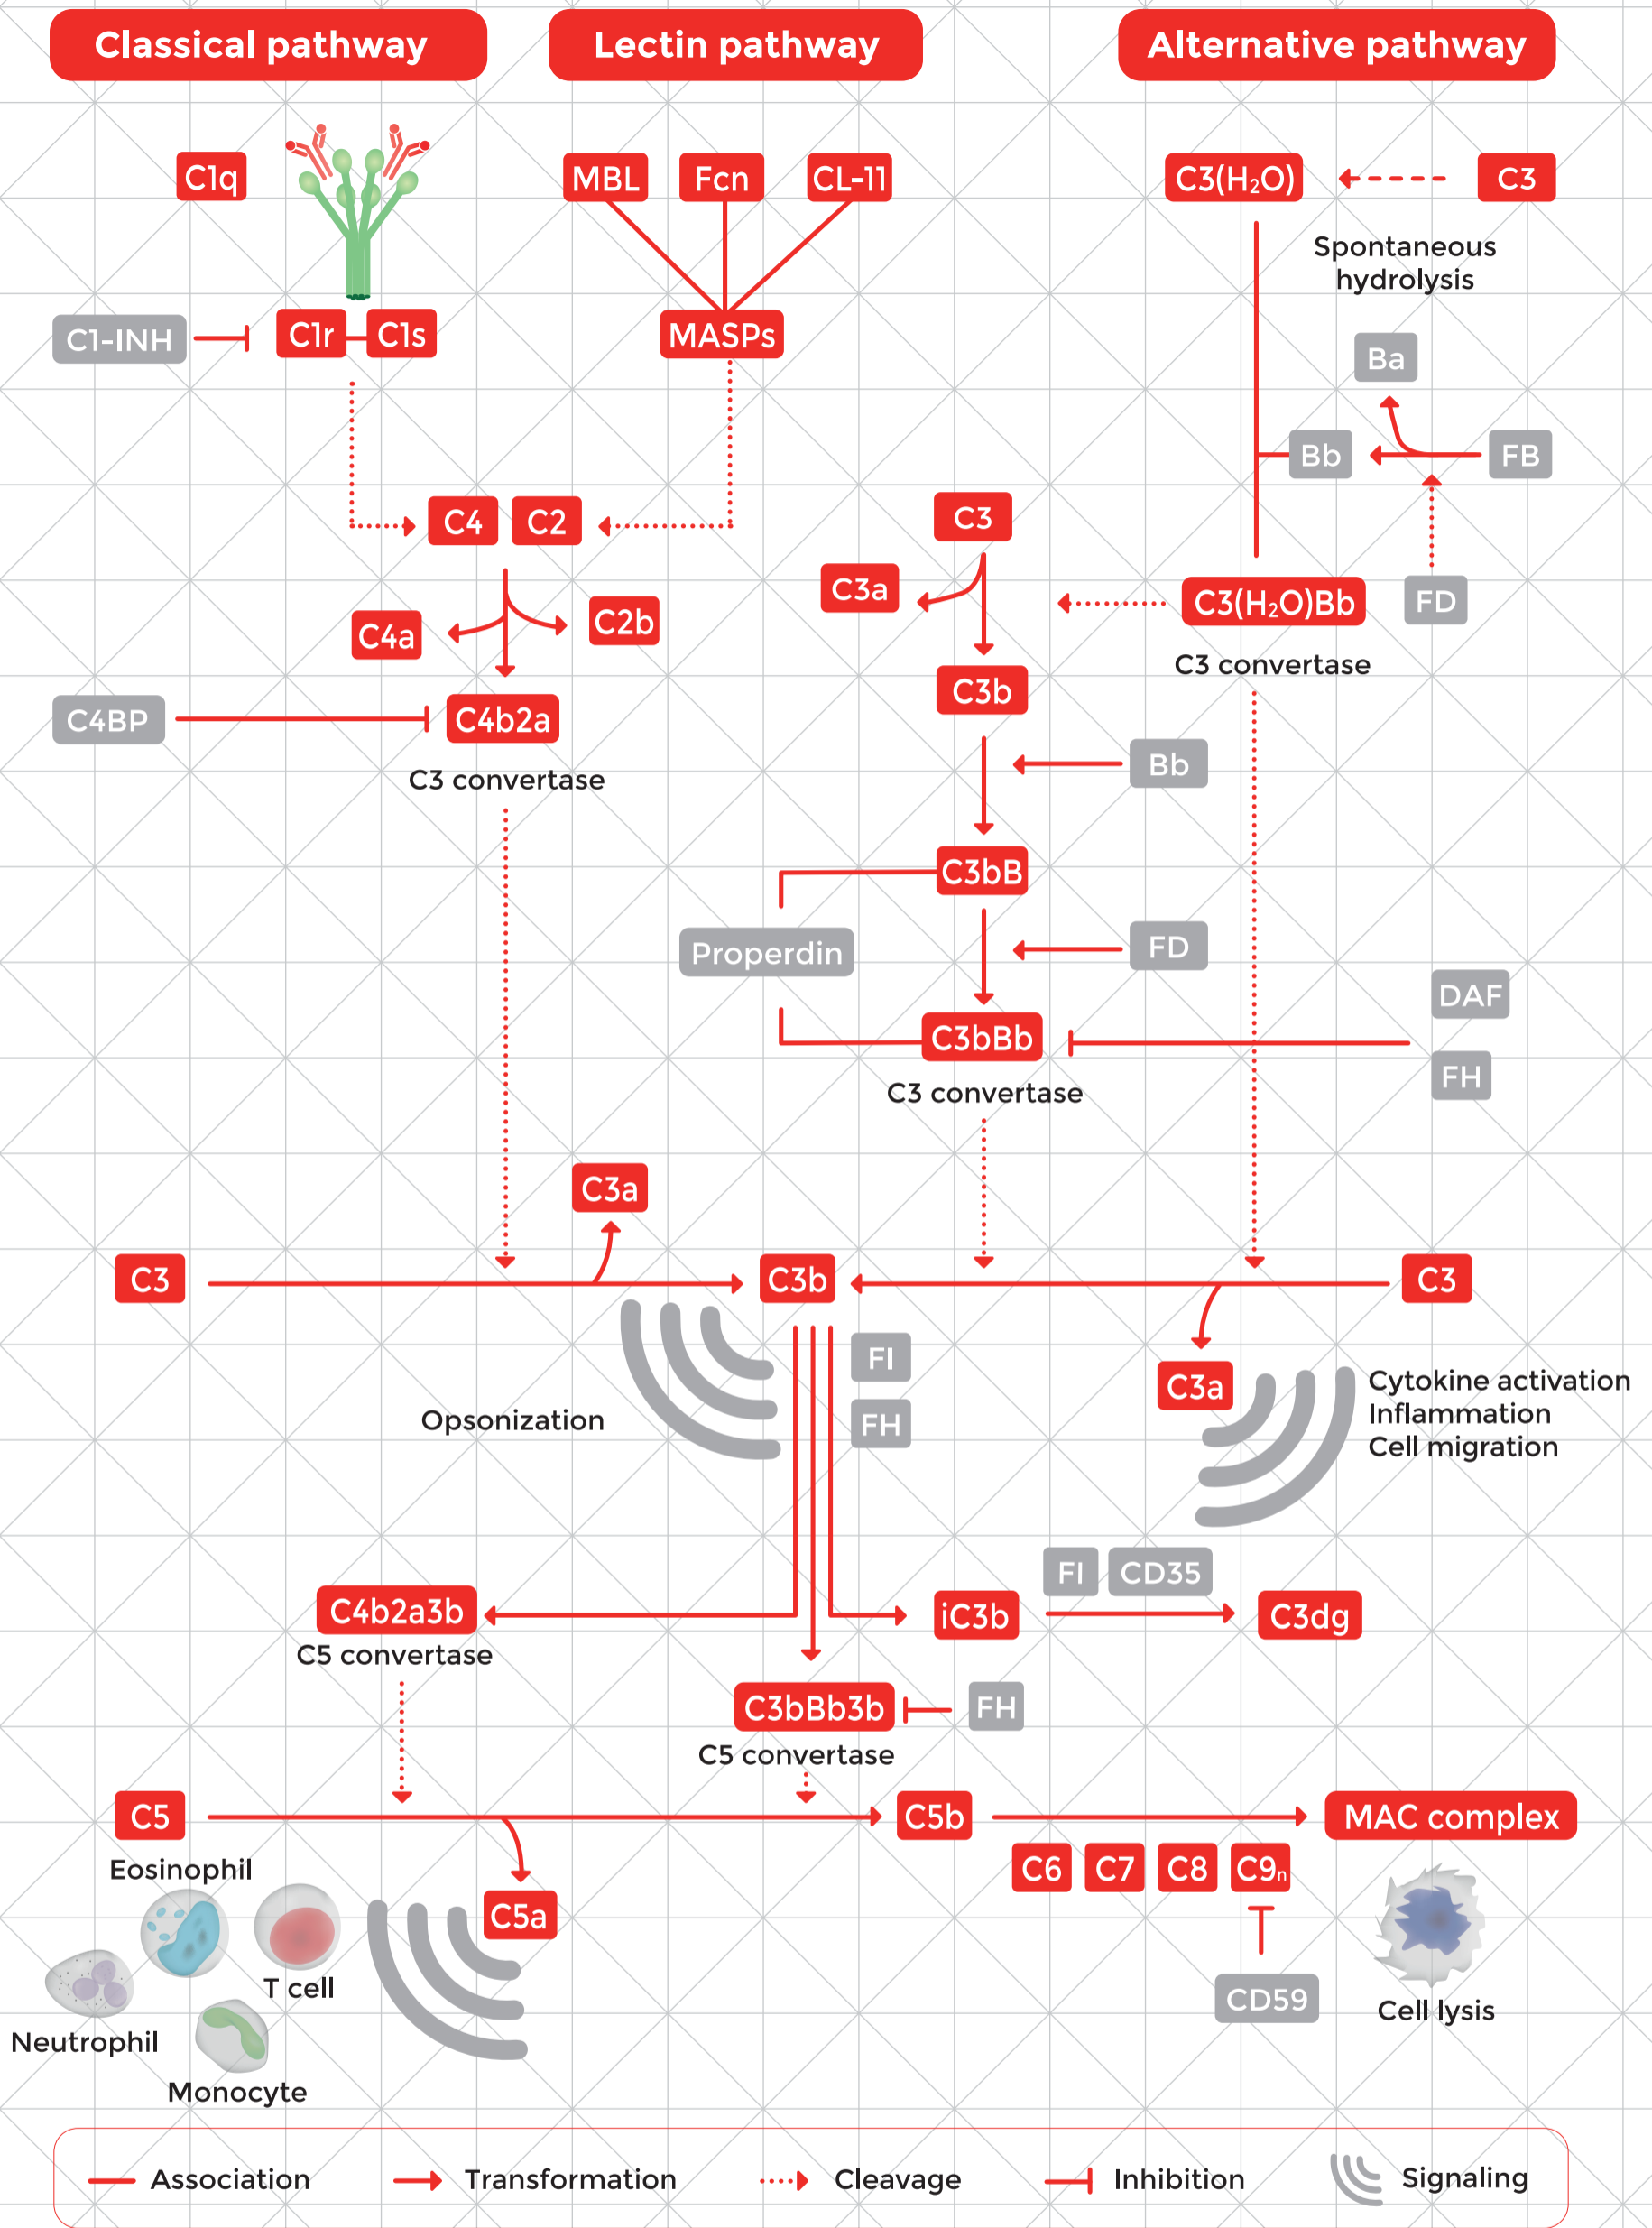 Classical pathway
Lectin pathway
Alternative pathway
C1q
MBL
Fcn
CL-11
C3(H₂O)
C3
Spontaneous
hydrolysis
C1-INH
C1r
C1s
MASPs
Ba
Bb
FB
C4
C2
C3
C3a
C3(H₂O)Bb
FD
C3 convertase
C4a
C2b
C3b
C4BP
C4b2a
C3 convertase
Bb
C3bB
Properdin
FD
DAF
C3bBb
FH
C3 convertase
C3a
C3
C3b
C3
FI
FH
Opsonization
C3a
Cytokine activation
Inflammation
Cell migration
FI
CD35
C4b2a3b
C5 convertase
iC3b
C3dg
C3bBb3b
FH
C5 convertase
C5
C5b
MAC complex
C6
C7
C8
C9n
Eosinophil
C5a
T cell
CD59
Cell lysis
Neutrophil
Monocyte
Association
Transformation
Cleavage
Inhibition
Signaling